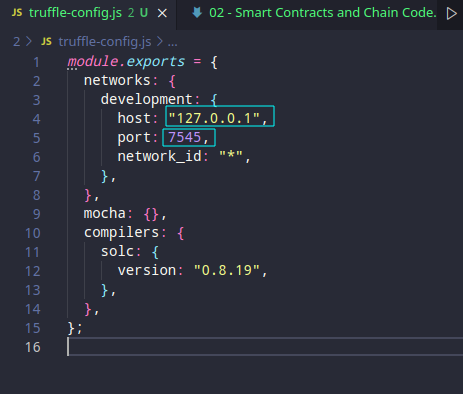 JS truffle-config.js 2 U × 02 - Smart Contracts and Chain Code.
2 > JS truffle-config.js > ...
1 module.exports = {
2 networks: {
3 development: {
4 host: "127.0.0.1",
5 port: 7545,
6 network_id: "*",
7 },
8 },
9 mocha: {},
10 compilers: {
11 solc: {
12 version: "0.8.19",
13 },
14 },
15 };
16